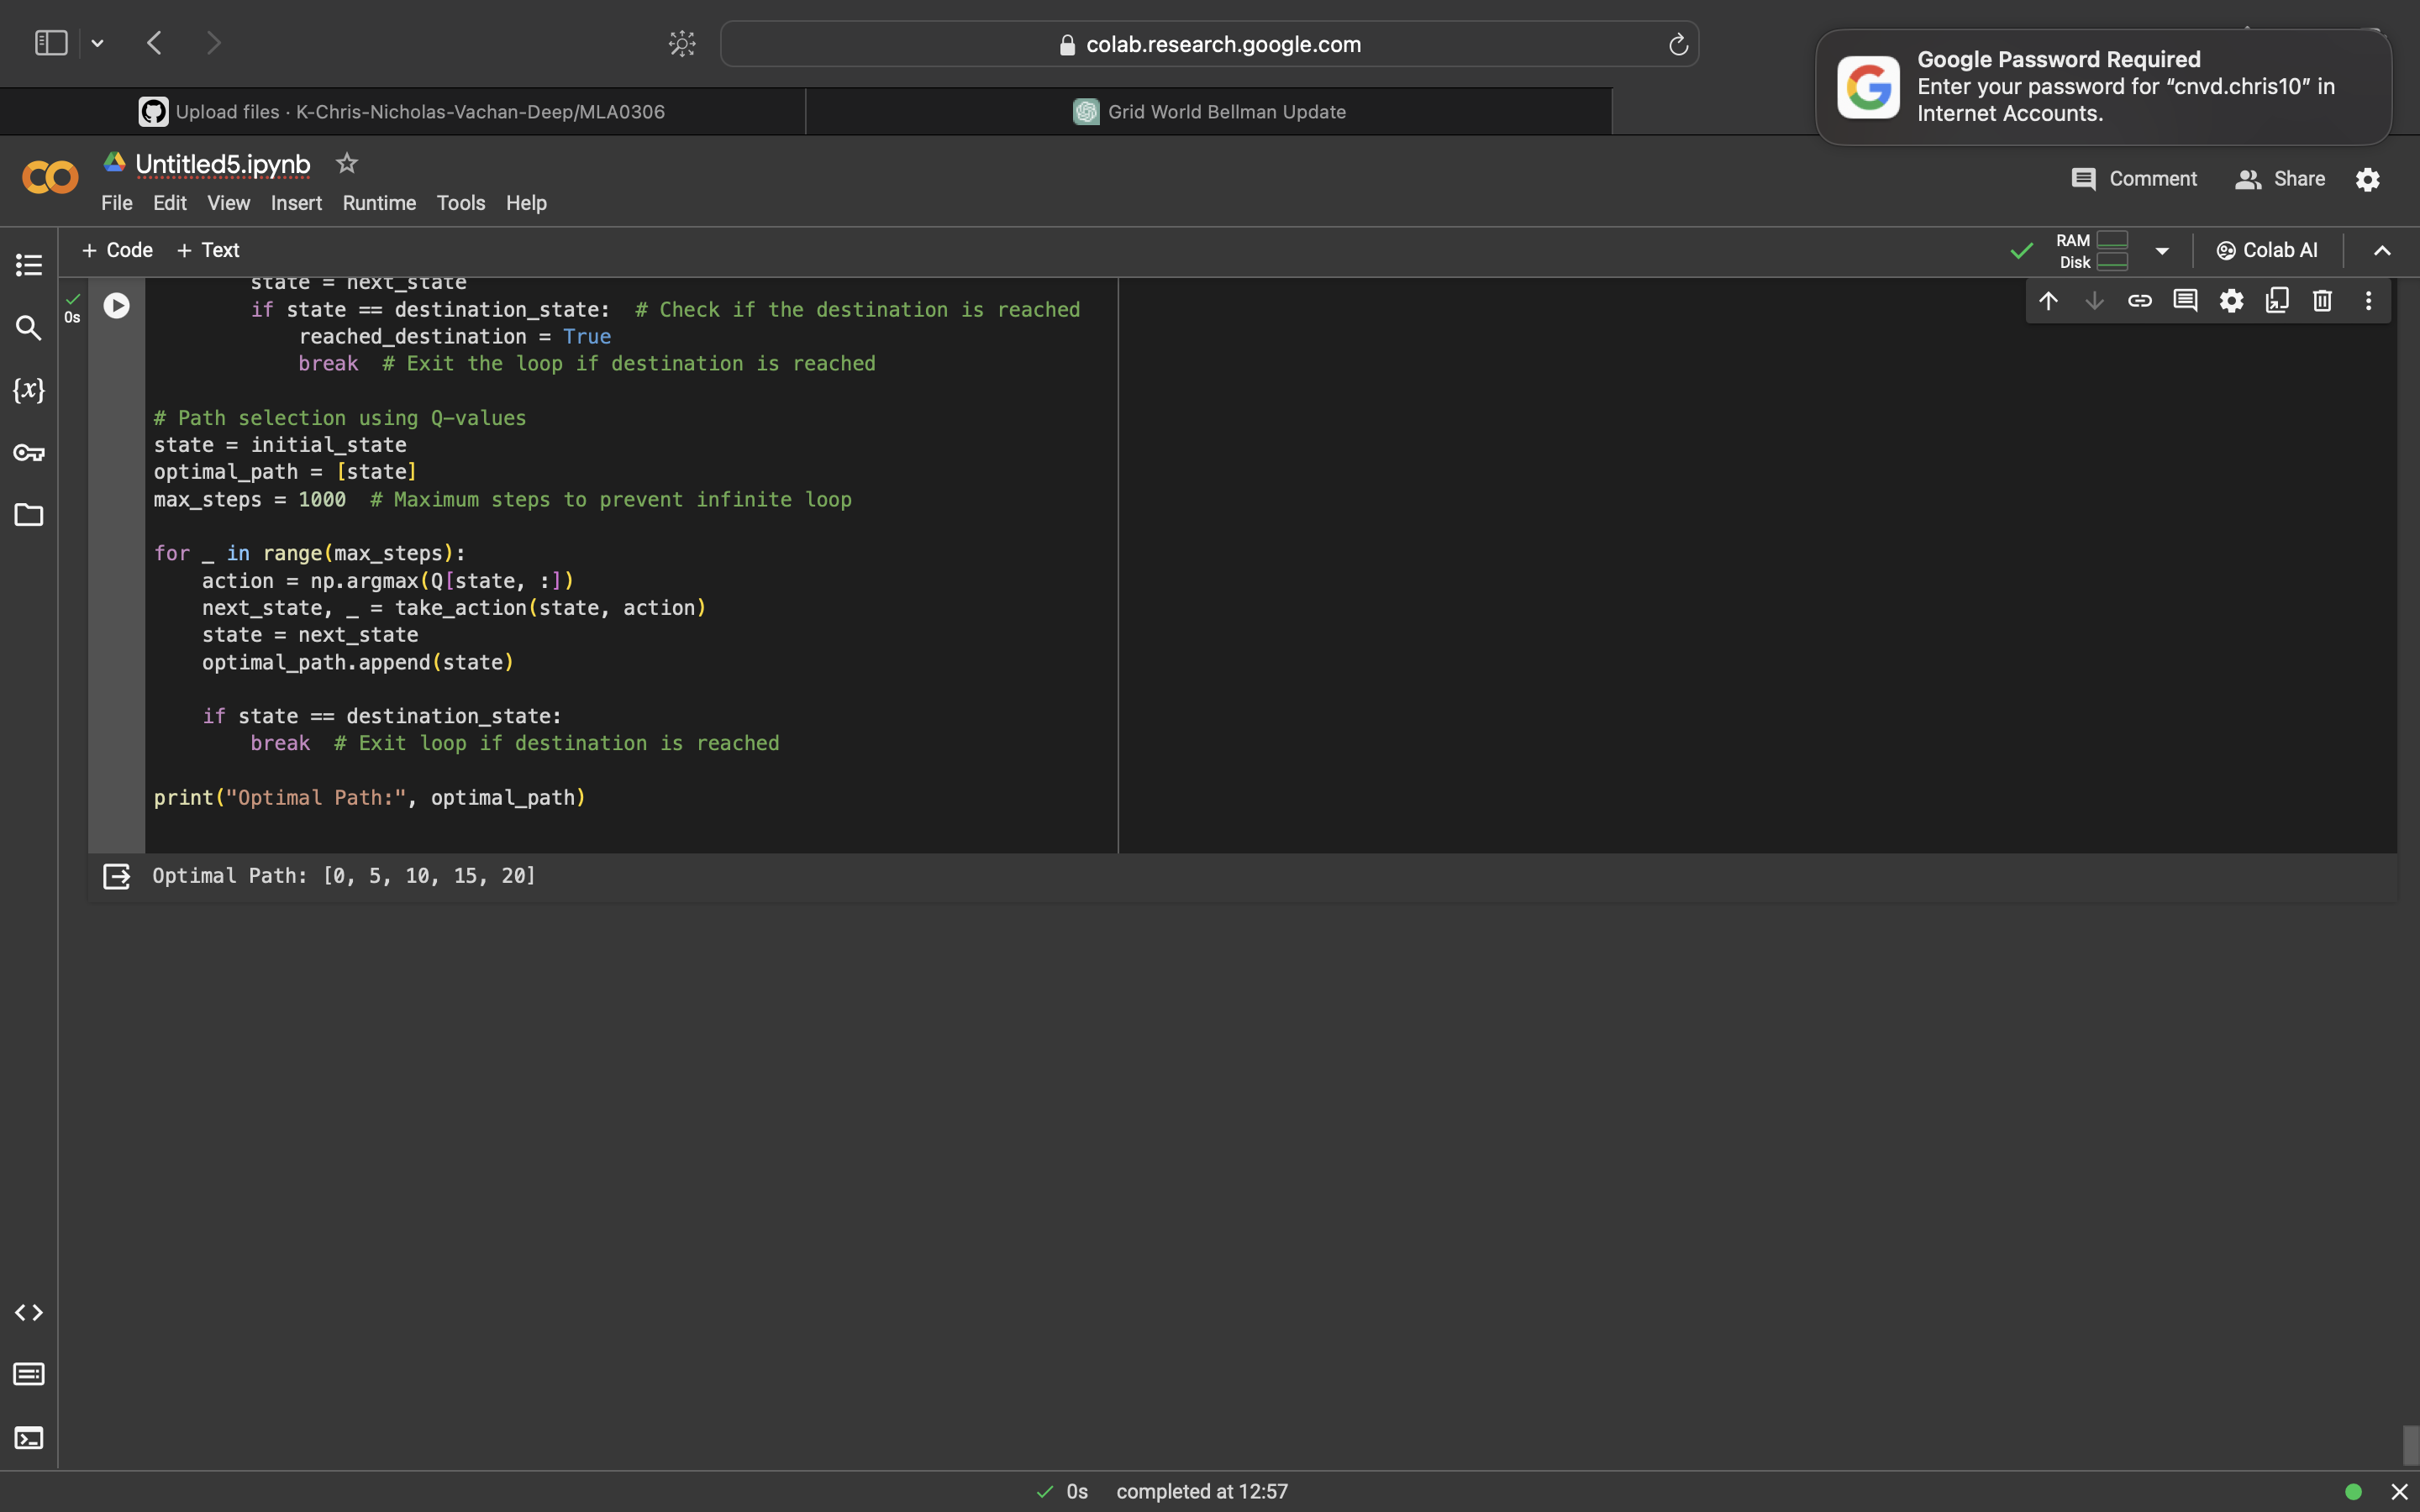 colab.research.google.com
Google Password Required
Enter your password for “cnvd.chris10” in
Internet Accounts.
Upload files · K-Chris-Nicholas-Vachan-Deep/MLA0306
Grid World Bellman Update
Untitled5.ipynb
File Edit View Insert Runtime Tools Help
Comment Share
+ Code + Text
RAM
Disk
Colab AI
0s
state = next_state
if state == destination_state:  # Check if the destination is reached
reached_destination = True
break  # Exit the loop if destination is reached
# Path selection using Q-values
state = initial_state
optimal_path = [state]
max_steps = 1000  # Maximum steps to prevent infinite loop
for _ in range(max_steps):
action = np.argmax(Q[state, :])
next_state, _ = take_action(state, action)
state = next_state
optimal_path.append(state)
if state == destination_state:
break  # Exit loop if destination is reached
print("Optimal Path:", optimal_path)
Optimal Path: [0, 5, 10, 15, 20]
{x}
0s completed at 12:57